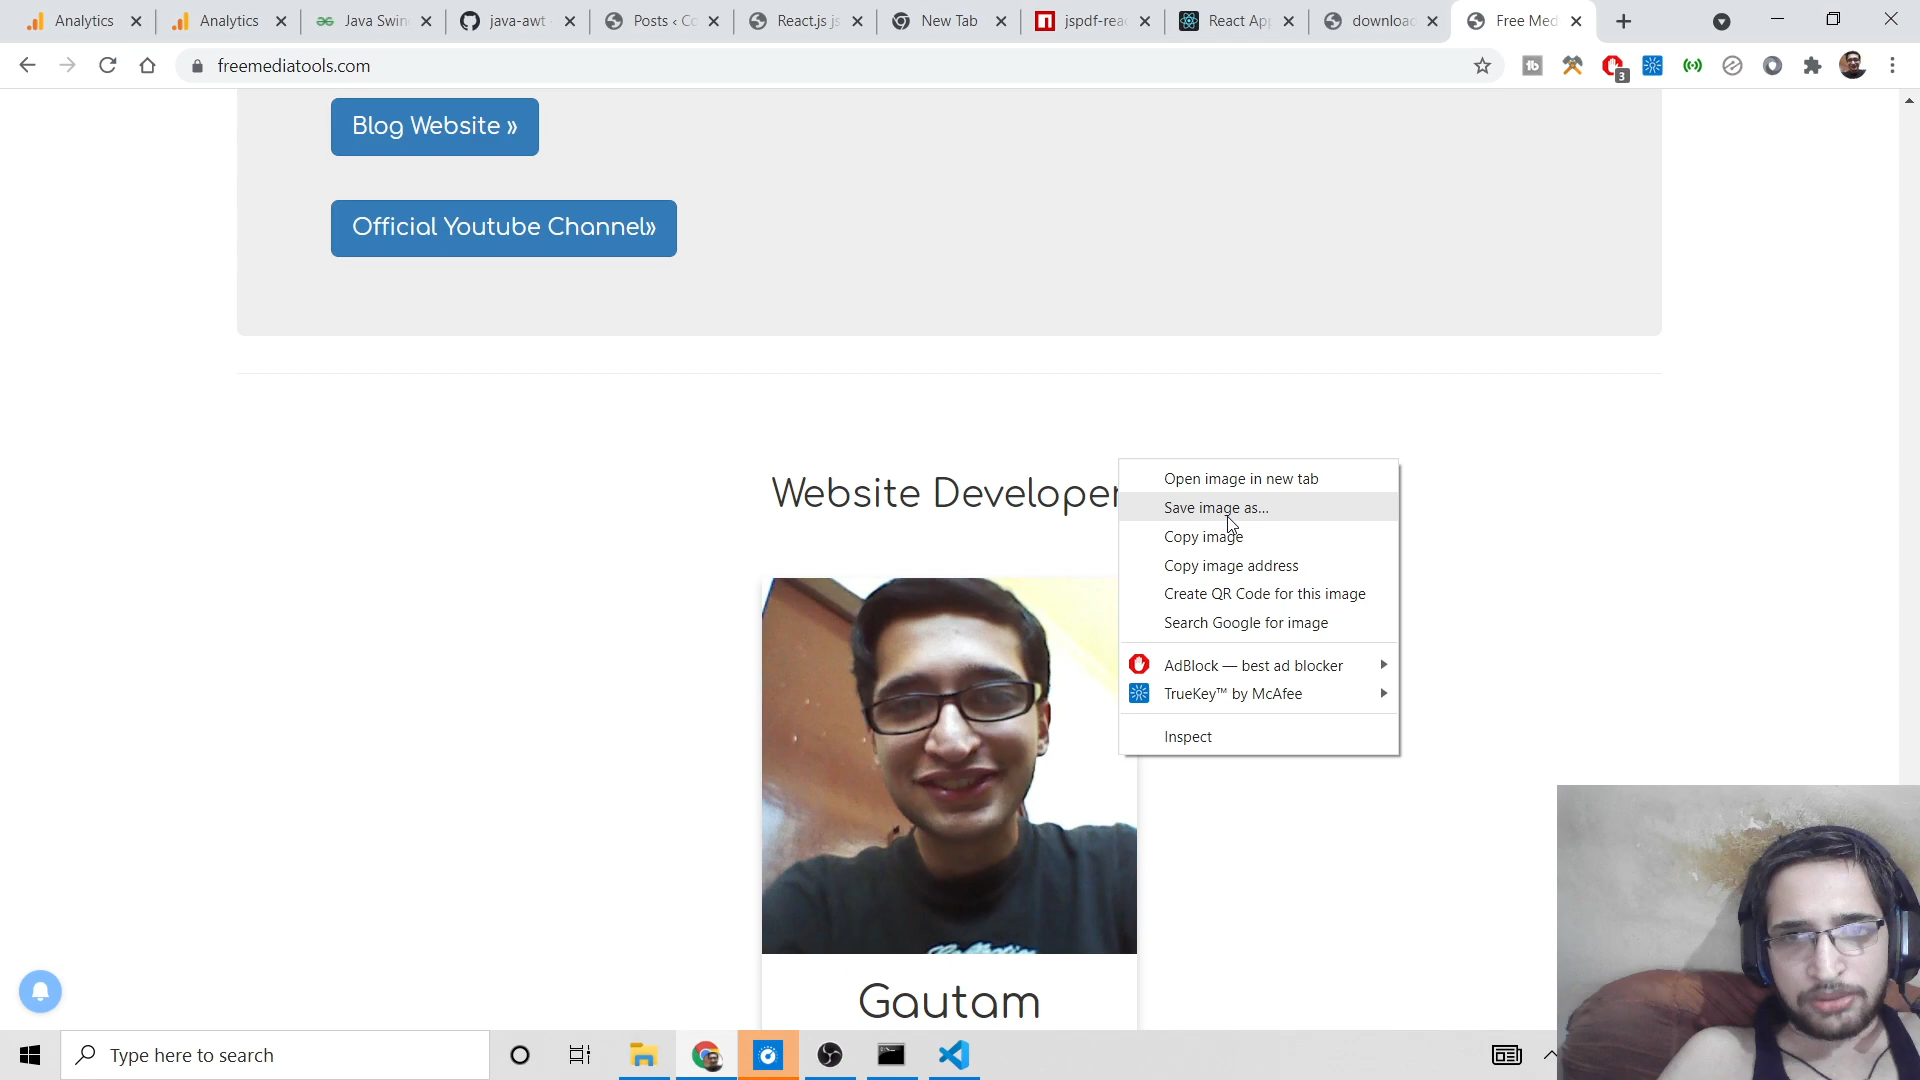 Analytics
Analytics
Java Swin
java-awt
Posts ‹ Co
React.js js
New Tab
jspdf-rea
React Ap
download
Free Med
freemediatools.com
3
Blog Website »
Official Youtube Channel»
Website Developer
Open image in new tab
Save image as...
Copy image
Copy image address
Create QR Code for this image
Search Google for image
AdBlock — best ad blocker
TrueKey™ by McAfee
Inspect
Gautam
Type here to search